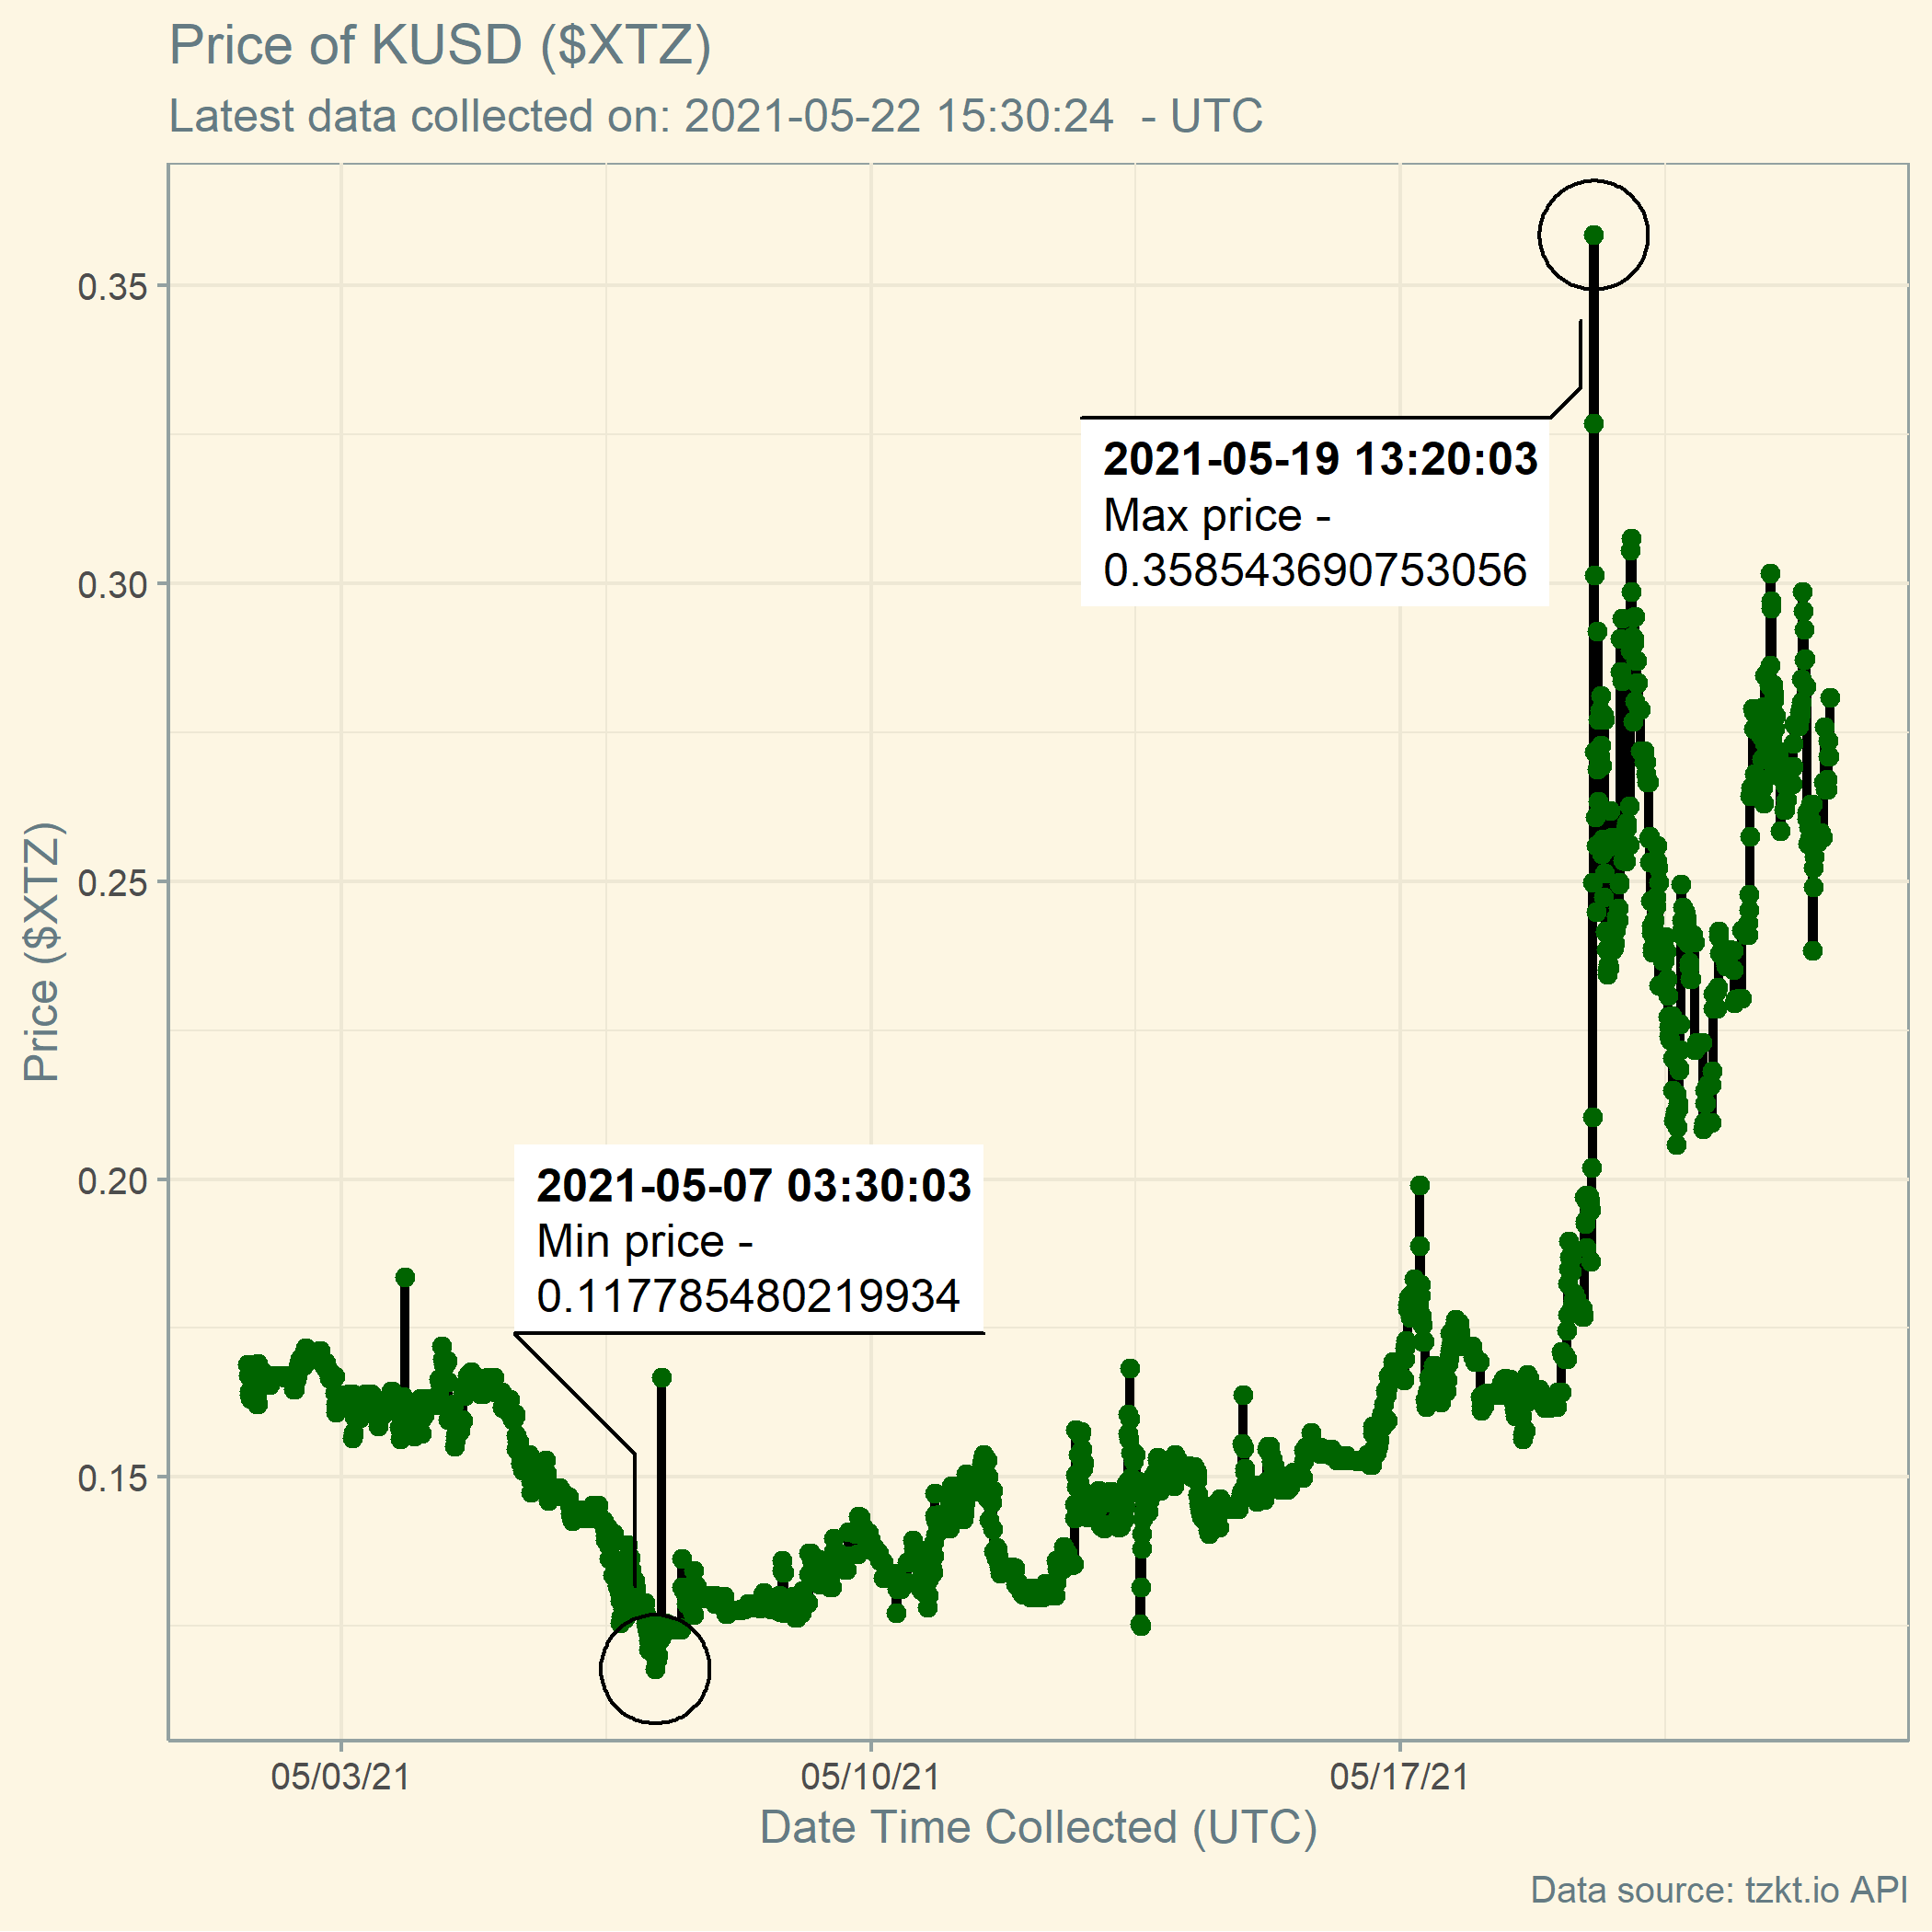 Price of KUSD ($XTZ)
Latest data collected on: 2021-05-22 15:30:24  - UTC
0.35
0.30
0.25
0.20
0.15
Price ($XTZ)
2021-05-19 13:20:03
Max price -
0.358543690753056
2021-05-07 03:30:03
Min price -
0.117785480219934
05/03/21
05/10/21
05/17/21
Date Time Collected (UTC)
Data source: tzkt.io API